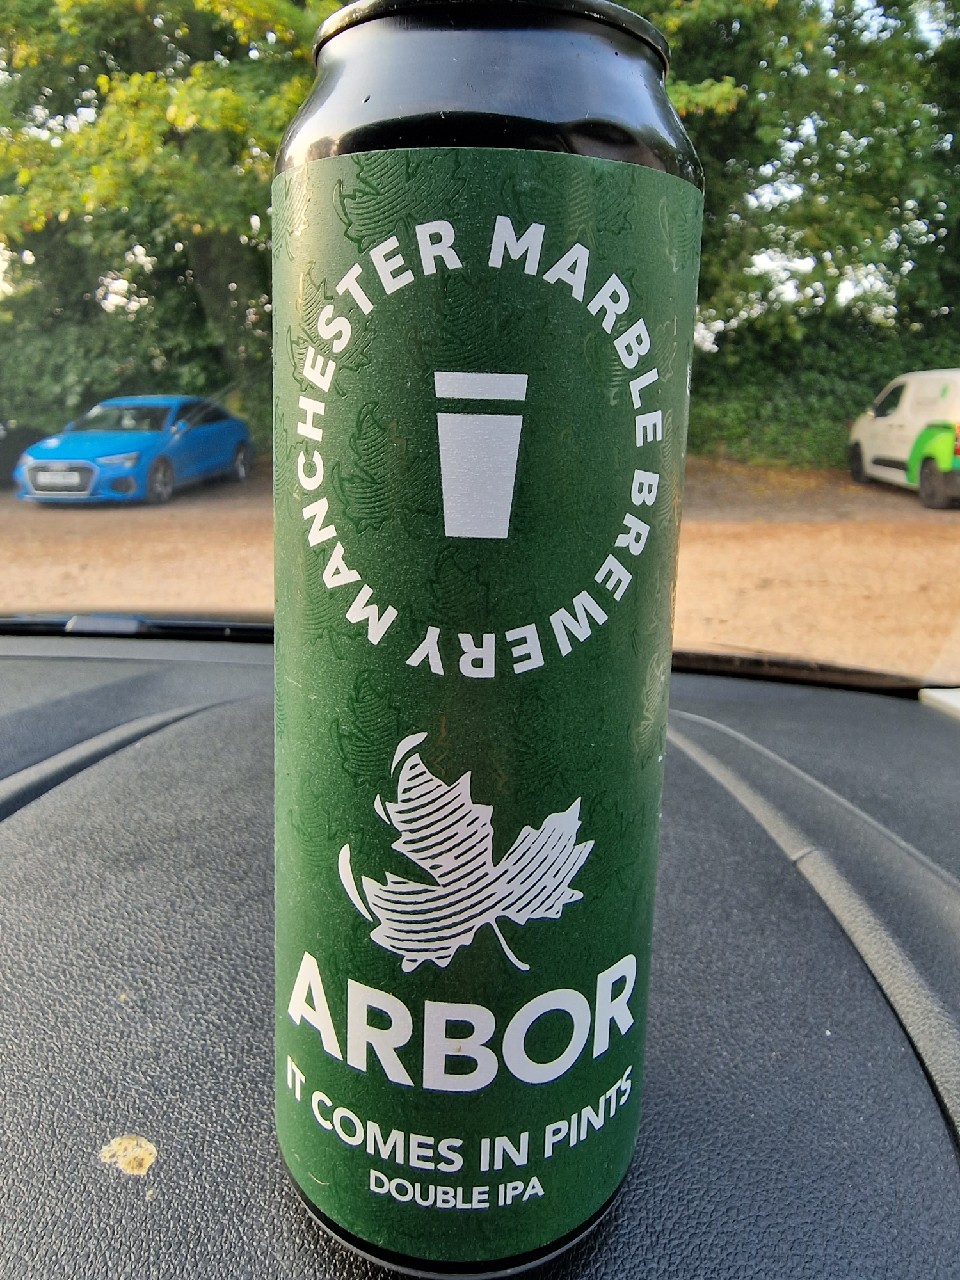 MANCHESTER MARBLE BREWERY
ARBOR
IT COMES IN PINTS
DOUBLE IPA